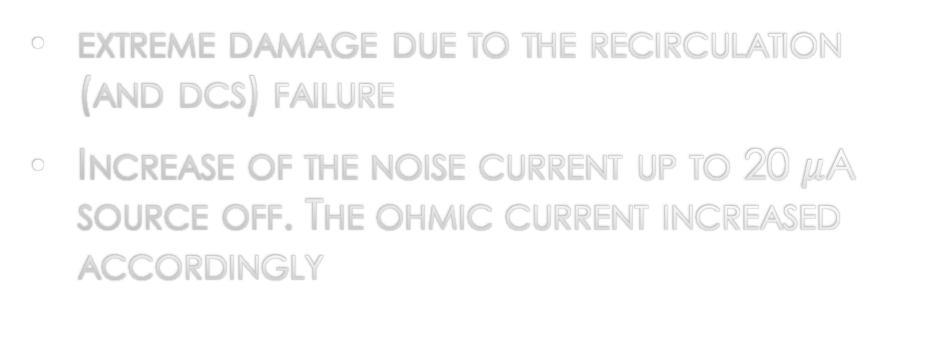 • EXTREME DAMAGE DUE TO THE RECIRCULATION
(AND DCS) FAILURE
• INCREASE OF THE NOISE CURRENT UP TO 20 μA
SOURCE OFF. THE OHMIC CURRENT INCREASED
ACCORDINGLY